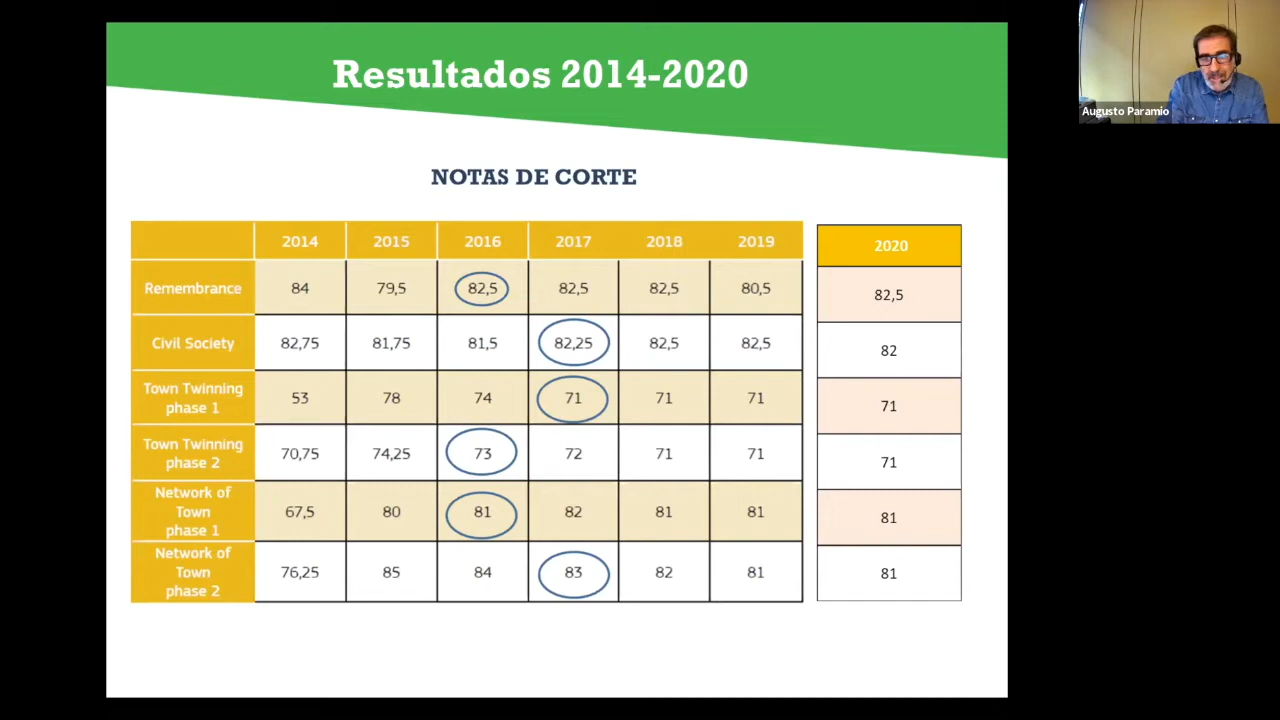 Resultados 2014-2020
Augusto Paramio
NOTAS DE CORTE
2014 2015 2016 2017 2018 2019 2020
Remembrance 84 79,5 82,5 82,5 82,5 80,5 82,5
Civil Society 82,75 81,75 81,5 82,25 82,5 82,5 82
Town Twinning
phase 1 53 78 74 71 71 71 71
Town Twinning
phase 2 70,75 74,25 73 72 71 71 71
Network of
Town
phase 1 67,5 80 81 82 81 81 81
Network of
Town
phase 2 76,25 85 84 83 82 81 81